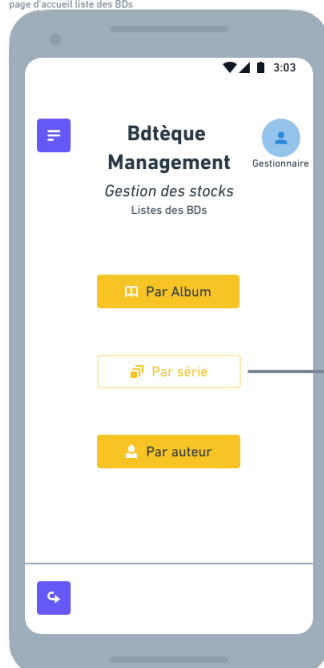 page d'accueil liste des BDs
3:03
Bdtèque
Management
Gestionnaire
Gestion des stocks
Listes des BDs
Par Album
Par série
Par auteur